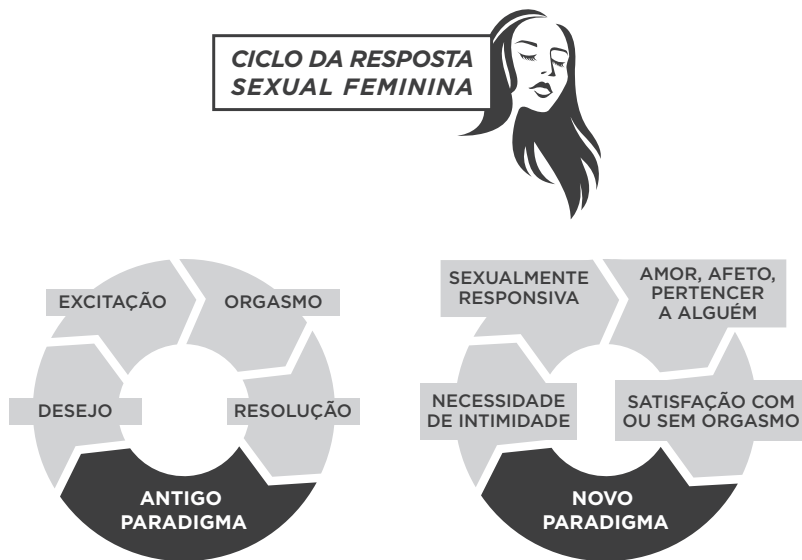 CICLO DA RESPOSTA
SEXUAL FEMININA
EXCITAÇÃO
ORGASMO
DESEJO
RESOLUÇÃO
ANTIGO
PARADIGMA
SEXUALMENTE
RESPONSIVA
AMOR, AFETO,
PERTENCER
A ALGUÉM
NECESSIDADE
DE INTIMIDADE
SATISFAÇÃO COM
OU SEM ORGASMO
NOVO
PARADIGMA